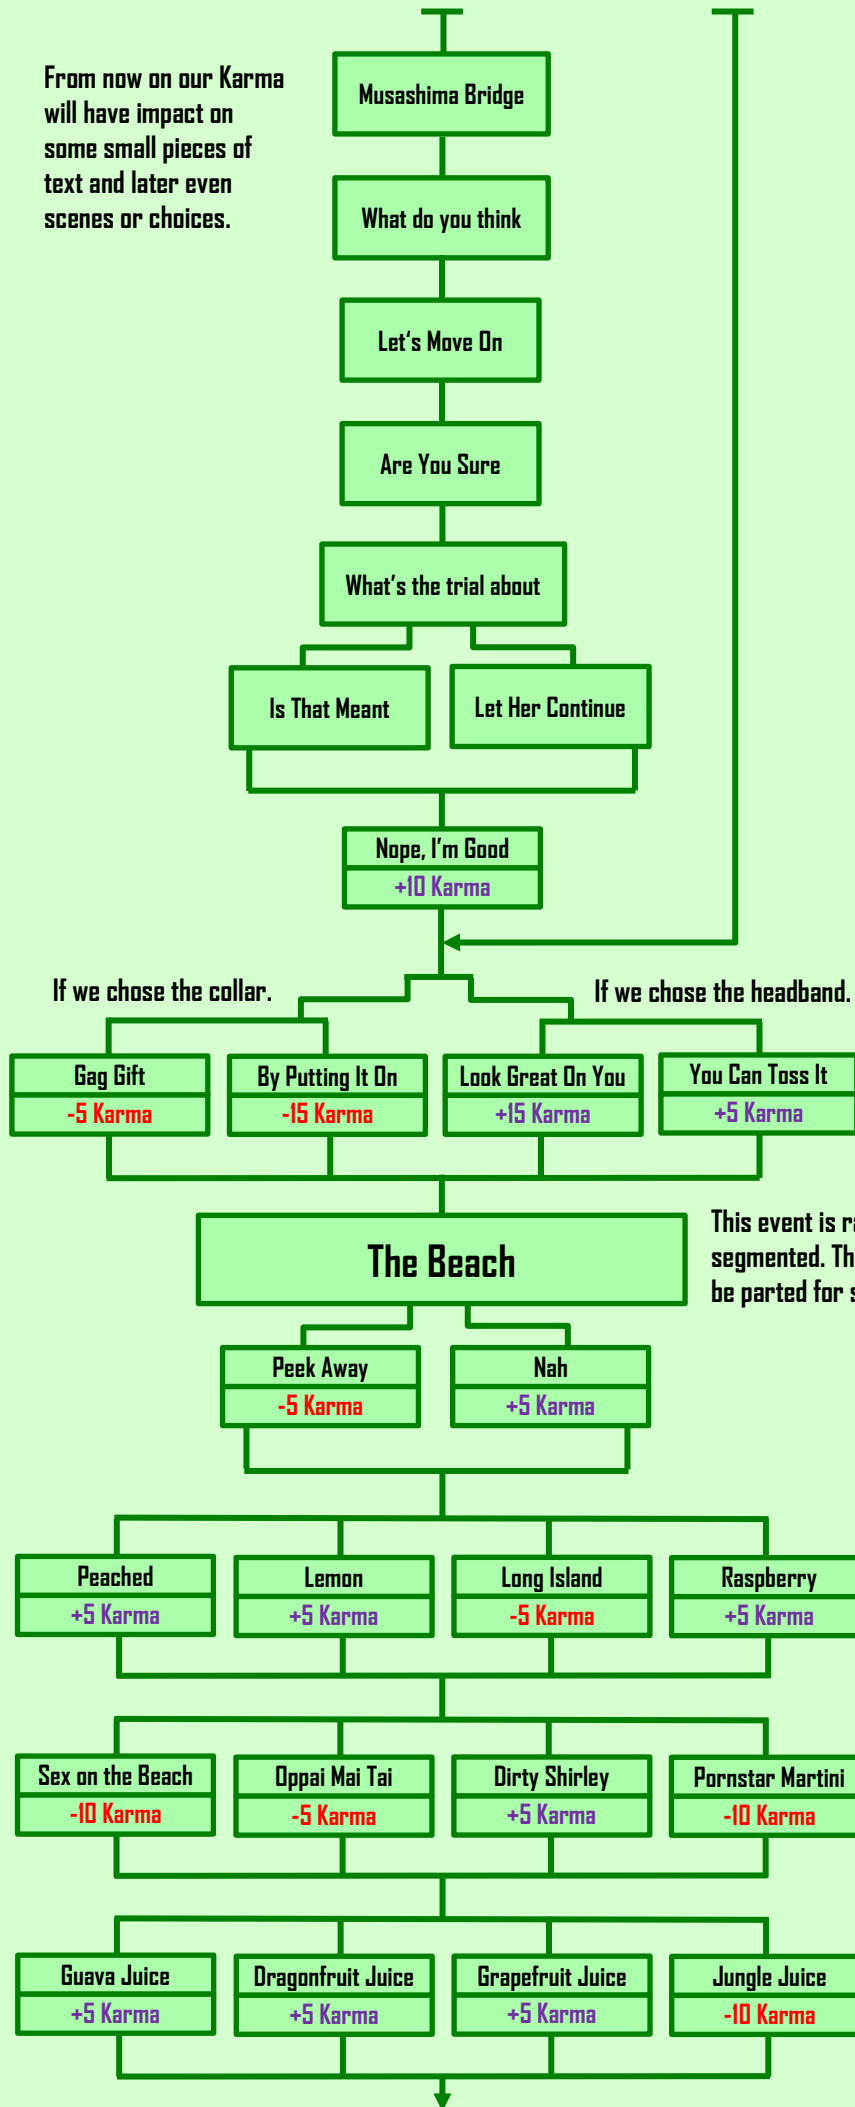 From now on our Karma
will have impact on
some small pieces of
text and later even
scenes or choices.
Musashima Bridge
What do you think
Let‘s Move On
Are You Sure
What’s the trial about
Is That Meant
Let Her Continue
Nope, I’m Good
+10 Karma
If we chose the collar.
If we chose the headband.
Gag Gift
-5 Karma
By Putting It On
-15 Karma
Look Great On You
+15 Karma
You Can Toss It
+5 Karma
The Beach
This event is
segmented.
be parted for
Peek Away
-5 Karma
Nah
+5 Karma
Peached
+5 Karma
Lemon
+5 Karma
Long Island
-5 Karma
Raspberry
+5 Karma
Sex on the Beach
-10 Karma
Oppai Mai Tai
-5 Karma
Dirty Shirley
+5 Karma
Pornstar Martini
-10 Karma
Guava Juice
+5 Karma
Dragonfruit Juice
+5 Karma
Grapefruit Juice
+5 Karma
Jungle Juice
-10 Karma